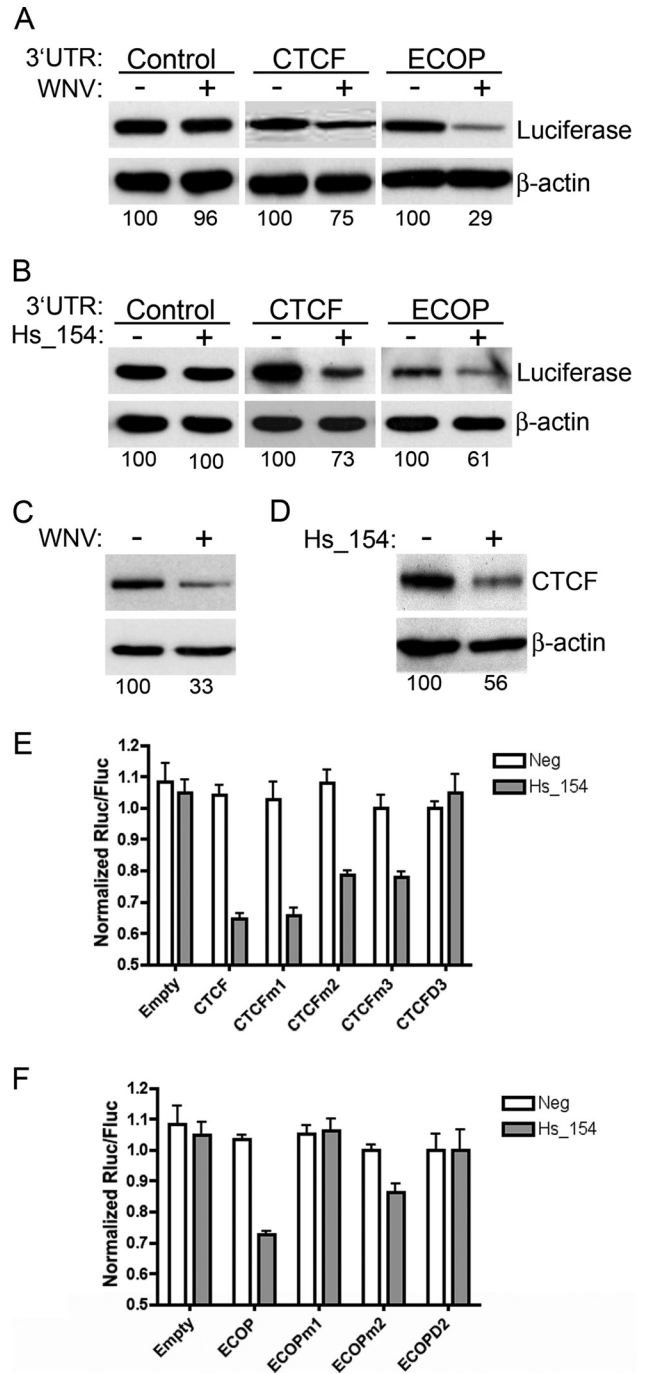 A
3‘UTR: Control CTCF ECOP
WNV: - + - + - +
Luciferase
β-actin
100 96 100 75 100 29
B
3‘UTR: Control CTCF ECOP
Hs_154: - + - + - +
Luciferase
β-actin
100 100 100 73 100 61
C D
WNV: - + Hs_154: - +
CTCF
β-actin
100 33 100 56
E
Normalized Rluc/Fluc
1.2
1.1
1.0
0.9
0.8
0.7
0.6
0.5
Empty CTCF CTCFm1 CTCFm2 CTCFm3 CTCFD3
Neg
Hs_154
F
Normalized Rluc/Fluc
1.2
1.1
1.0
0.9
0.8
0.7
0.6
0.5
Empty ECOP ECOPm1 ECOPm2 ECOPD2
Neg
Hs_154